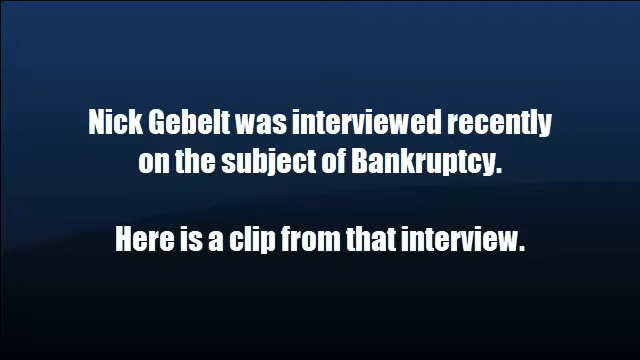 Nick Gebelt was interviewed recently
on the subject of Bankruptcy.
Here is a clip from that interview.